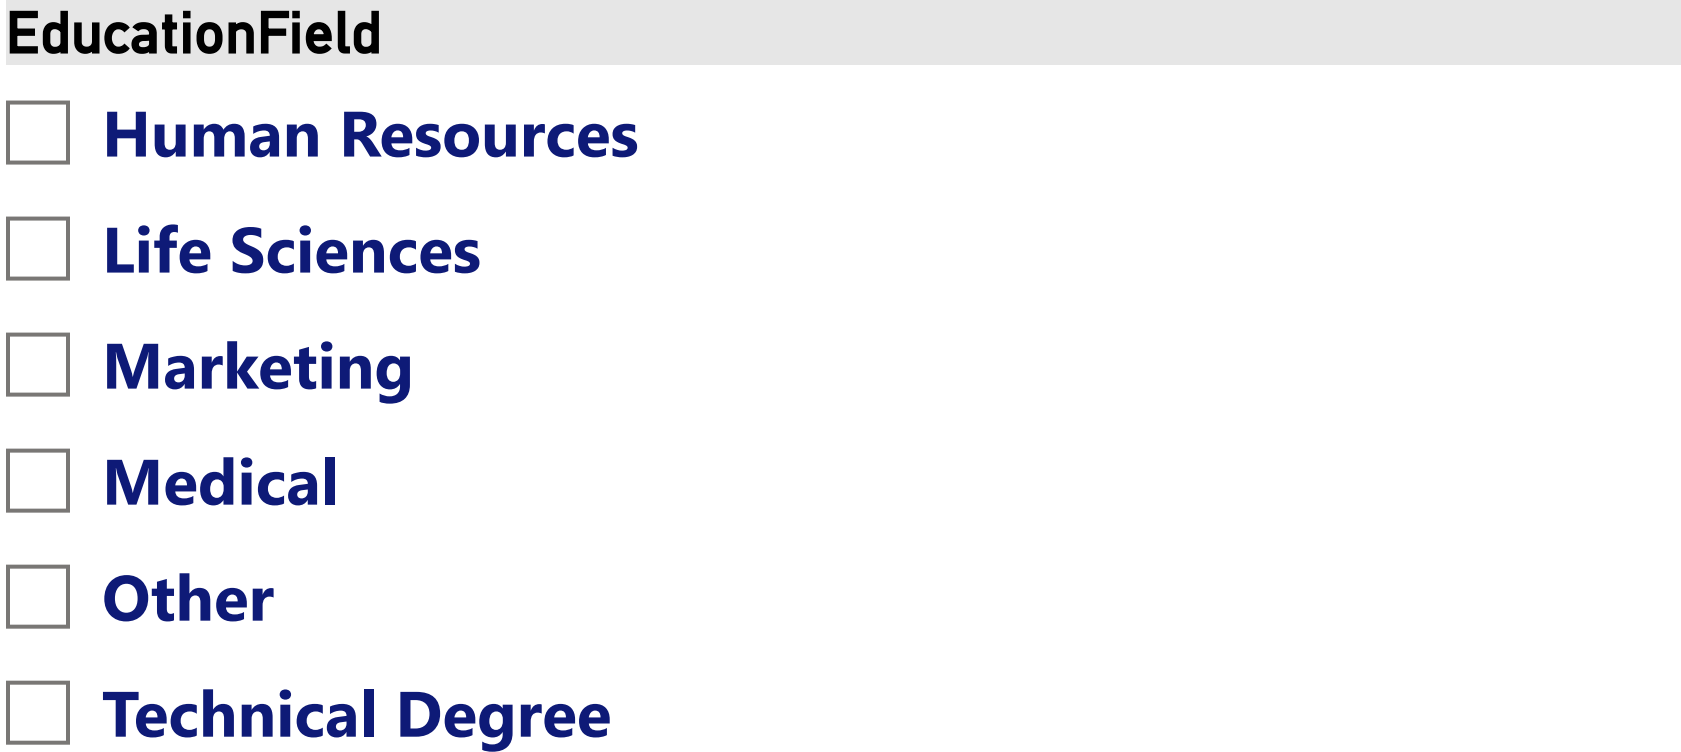 EducationField
Human Resources
Life Sciences
Marketing
Medical
Other
Technical Degree